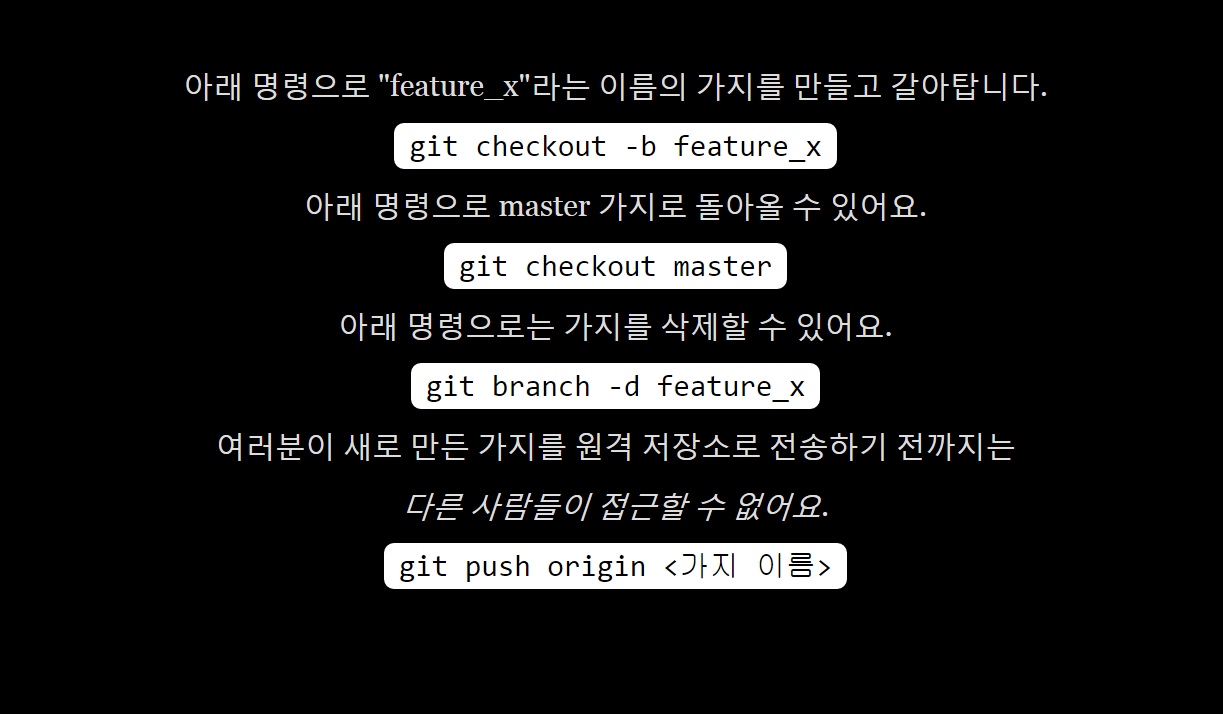 아래 명령으로 "feature_x"라는 이름의 가지를 만들고 갈아탑니다.
git checkout -b feature_x
아래 명령으로 master 가지로 돌아올 수 있어요.
git checkout master
아래 명령으로는 가지를 삭제할 수 있어요.
git branch -d feature_x
여러분이 새로 만든 가지를 원격 저장소로 전송하기 전까지는
다른 사람들이 접근할 수 없어요.
git push origin <가지 이름>